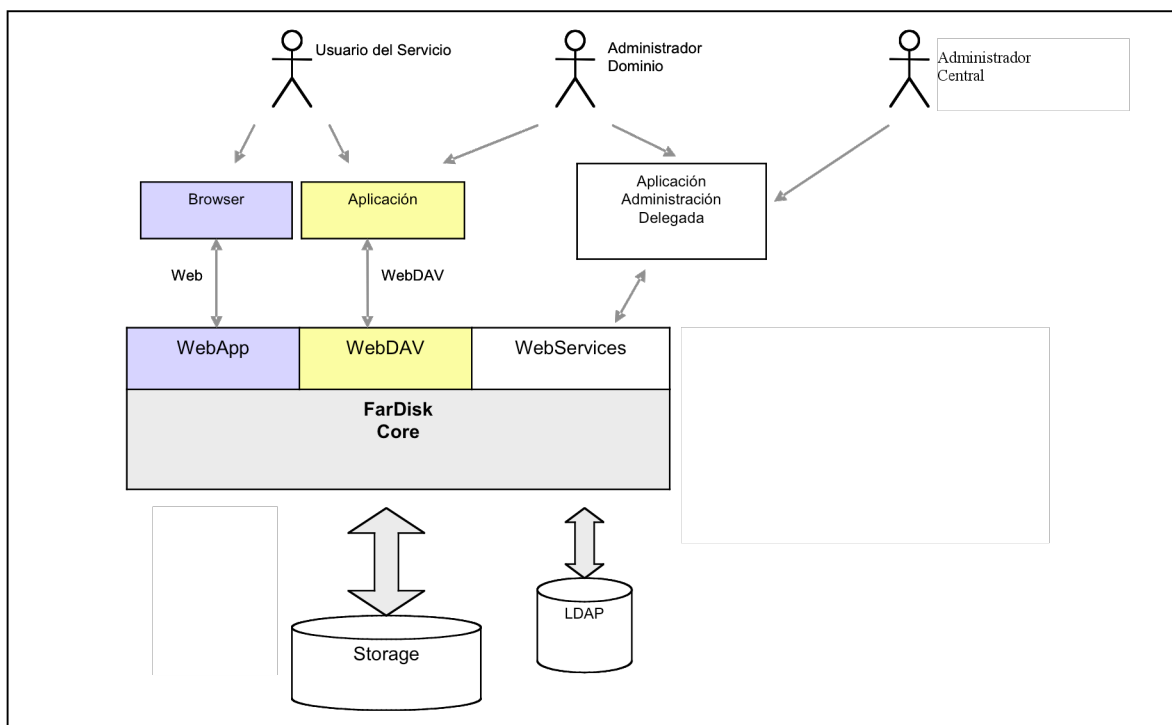 Usuario del Servicio
Administrador
Dominio
Administrador
Central
Browser
Aplicación
Aplicación
Administración
Delegada
Web
WebDAV
WebApp
WebDAV
WebServices
FarDisk
Core
LDAP
Storage